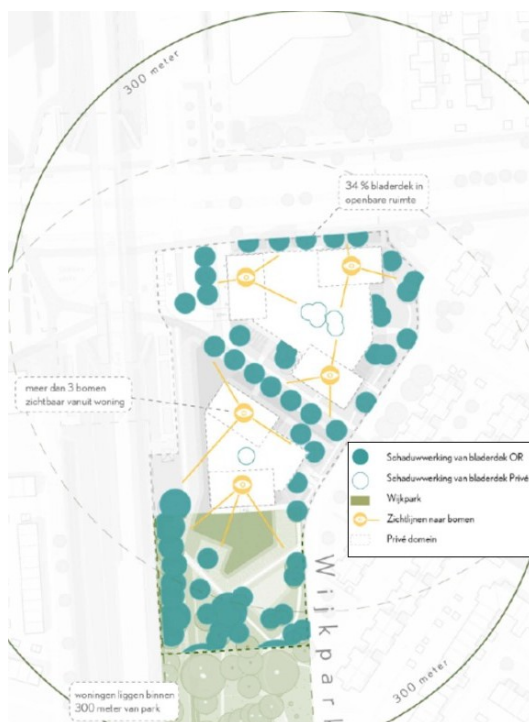 300 meter
34 % bladerdek in
openbare ruimte
meer dan 3 bomen
zichtbaar vanuit woning
Schaduwwerking van bladerdek OR
Schaduwwerking van bladerdek Privé
Wijkpark
Zichtlijnen naar bomen
Privé domein
Wijkpark
woningen liggen binnen
300 meter van park
300 meter